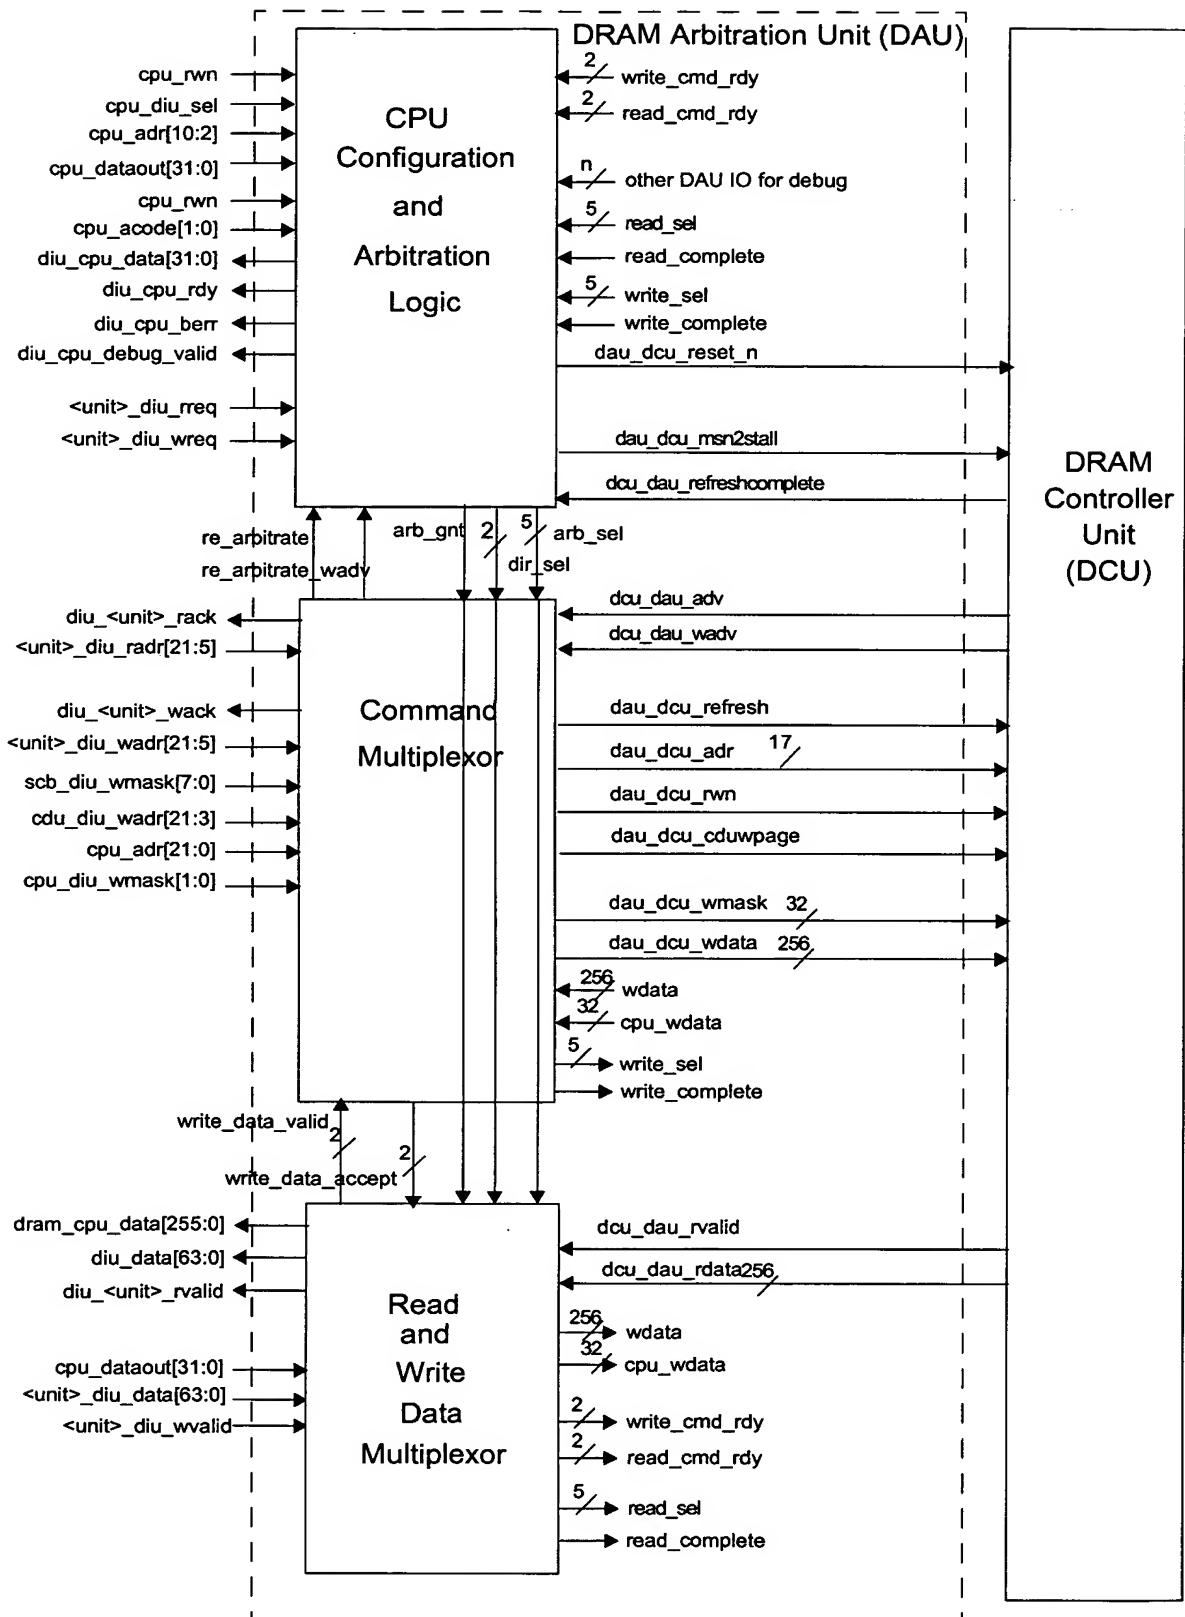 DRAM Arbitration Unit (DAU)
cpu_rwn
cpu_diu_sel
cpu_adr[10:2]
cpu_dataout[31:0]
cpu_rwn
cpu_acode[1:0]
diu_cpu_data[31:0]
diu_cpu_rdy
diu_cpu_berr
diu_cpu_debug_valid
<unit>_diu_rreq
<unit>_diu_wreq
CPU
Configuration
and
Arbitration
Logic
2
write_cmd_rdy
2
read_cmd_rdy
n
other DAU IO for debug
5
read_sel
read_complete
5
write_sel
write_complete
dau_dcu_reset_n
dau_dcu_msn2stall
dcu_dau_refreshcomplete
DRAM
Controller
Unit
(DCU)
re_arbitrate
re_arbitrate_wadv
arb_gnt
2
dir_sel
5
arb_sel
diu_<unit>_rack
<unit>_diu_radr[21:5]
diu_<unit>_wack
<unit>_diu_wadr[21:5]
scb_diu_wmask[7:0]
cdu_diu_wadr[21:3]
cpu_adr[21:0]
cpu_diu_wmask[1:0]
Command
Multiplexor
dcu_dau_adv
dcu_dau_wadv
dau_dcu_refresh
dau_dcu_adr
17
dau_dcu_rwn
dau_dcu_cduwpage
dau_dcu_wmask
32
dau_dcu_wdata
256
256
wdata
32
cpu_wdata
5
write_sel
write_complete
write_data_valid
2
write_data_accept
2
dram_cpu_data[255:0]
diu_data[63:0]
diu_<unit>_rvalid
cpu_dataout[31:0]
<unit>_diu_data[63:0]
<unit>_diu_wvalid
Read
and
Write
Data
Multiplexor
dcu_dau_rvalid
dcu_dau_rdata
256
256
wdata
32
cpu_wdata
2
write_cmd_rdy
2
read_cmd_rdy
5
read_sel
read_complete